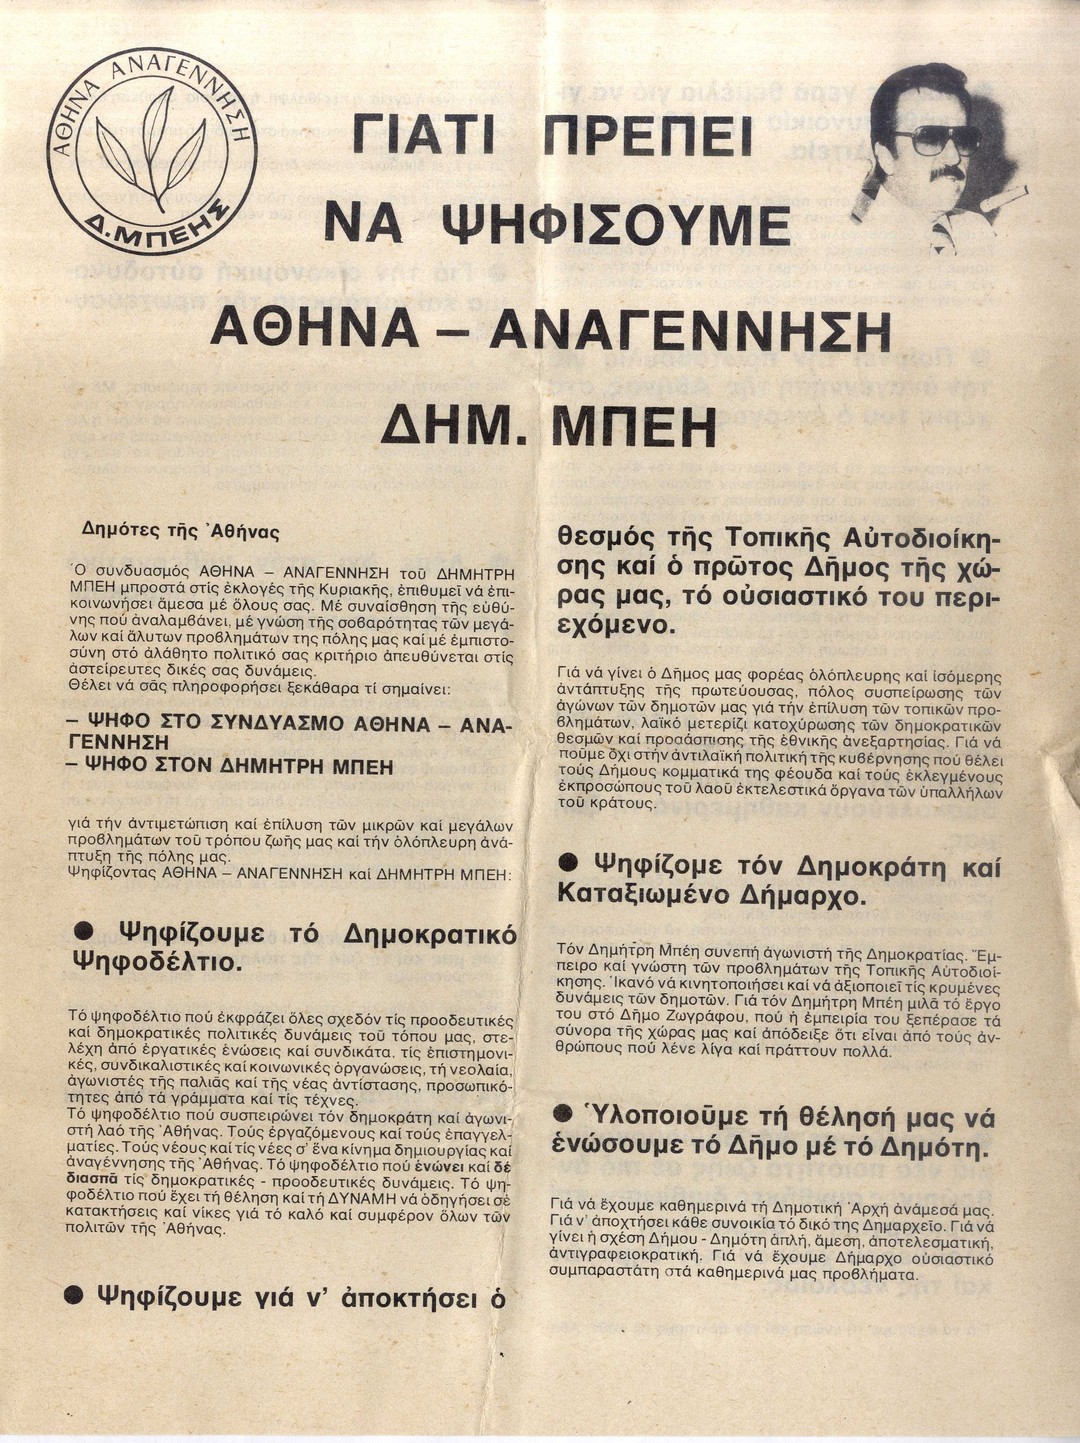 ΑΘΗΝΑ ΑΝΑΓΕΝΝΗΣΗ
Δ. ΜΠΕΗΣ
ΓΙΑΤΙ ΠΡΕΠΕΙ
ΝΑ ΨΗΦΙΣΟΥΜΕ
ΑΘΗΝΑ – ΑΝΑΓΕΝΝΗΣΗ
ΔΗΜ. ΜΠΕΗ
Δημότες τῆς Ἀθήνας
Ὁ συνδυασμός ΑΘΗΝΑ – ΑΝΑΓΕΝΝΗΣΗ τοῦ ΔΗΜΗΤΡΗ
ΜΠΕΗ μπροστά στίς ἐκλογές τῆς Κυριακῆς, ἐπιθυμεῖ νά ἐπι-
κοινωνήσει ἄμεσα μέ ὅλους σας. Μέ συναίσθηση τῆς εὐθύ-
νης πού ἀναλαμβάνει, μέ γνώση τῆς σοβαρότητας τῶν μεγά-
λων καί ἄλυτων προβλημάτων της πόλης μας καί μέ ἐμπιστο-
σύνη στό ἀλάθητο πολιτικό σας κριτήριο ἀπευθύνεται στίς
ἀστείρευτες δικές σας δυνάμεις.
Θέλει νά σᾶς πληροφορήσει ξεκάθαρα τί σημαίνει:
– ΨΗΦΟ ΣΤΟ ΣΥΝΔΥΑΣΜΟ ΑΘΗΝΑ – ΑΝΑ-
ΓΕΝΝΗΣΗ
– ΨΗΦΟ ΣΤΟΝ ΔΗΜΗΤΡΗ ΜΠΕΗ
γιά τήν ἀντιμετώπιση καί ἐπίλυση τῶν μικρῶν καί μεγάλων
προβλημάτων τοῦ τρόπου ζωῆς μας καί τήν ὁλόπλευρη ἀνά-
πτυξη τῆς πόλης μας.
Ψηφίζοντας ΑΘΗΝΑ – ΑΝΑΓΕΝΝΗΣΗ καί ΔΗΜΗΤΡΗ ΜΠΕΗ:
● Ψηφίζουμε τό Δημοκρατικό
Ψηφοδέλτιο.
Τό ψηφοδέλτιο πού ἐκφράζει ὅλες σχεδόν τίς προοδευτικές
καί δημοκρατικές πολιτικές δυνάμεις τοῦ τόπου μας, στε-
λέχη ἀπό ἐργατικές ἑνώσεις καί συνδικάτα, τίς ἐπιστημονι-
κές, συνδικαλιστικές καί κοινωνικές ὀργανώσεις, τή νεολαία,
ἀγωνιστές τῆς παλιᾶς καί τῆς νέας ἀντίστασης, προσωπικό-
τητες ἀπό τά γράμματα καί τίς τέχνες.
Τό ψηφοδέλτιο πού συσπειρώνει τόν δημοκράτη καί ἀγωνι-
στή λαό τῆς Ἀθήνας. Τούς ἐργαζόμενους καί τούς ἐπαγγελ-
ματίες. Τούς νέους καί τίς νέες σ' ἕνα κίνημα δημιουργίας καί
ἀναγέννησης τῆς Ἀθήνας. Τό ψηφοδέλτιο πού ἑνώνει καί δέ
διασπᾶ τίς δημοκρατικές - προοδευτικές δυνάμεις. Τό ψη-
φοδέλτιο πού ἔχει τή θέληση καί τή ΔΥΝΑΜΗ νά ὁδηγήσει σέ
κατακτήσεις καί νίκες γιά τό καλό καί συμφέρον ὅλων τῶν
πολιτῶν τῆς Ἀθήνας.
● Ψηφίζουμε γιά ν' ἀποκτήσει ὁ
θεσμός τῆς Τοπικῆς Αὐτοδιοίκη-
σης καί ὁ πρῶτος Δῆμος τῆς χώ-
ρας μας, τό οὐσιαστικό του περι-
εχόμενο.
Γιά νά γίνει ὁ Δῆμος μας φορέας ὁλόπλευρης καί ἰσόμερης
ἀντάπτυξης τῆς πρωτεύουσας, πόλος συσπείρωσης τῶν
ἀγώνων τῶν δημοτῶν μας γιά τήν ἐπίλυση τῶν τοπικῶν προ-
βλημάτων, λαϊκό μετερίζι κατοχύρωσης τῶν δημοκρατικῶν
θεσμῶν καί προάσπισης τῆς ἐθνικῆς ἀνεξαρτησίας. Γιά νά
ποῦμε ὄχι στήν ἀντιλαϊκή πολιτική τῆς κυβέρνησης πού θέλει
τούς Δήμους κομματικά της φέουδα καί τούς ἐκλεγμένους
ἐκπροσώπους τοῦ λαοῦ ἐκτελεστικά ὄργανα τῶν ὑπαλλήλων
τοῦ κράτους.
● Ψηφίζομε τόν Δημοκράτη καί
Καταξιωμένο Δήμαρχο.
Τόν Δημήτρη Μπέη συνεπή ἀγωνιστή τῆς Δημοκρατίας. Ἔμ-
πειρο καί γνώστη τῶν προβλημάτων τῆς Τοπικῆς Αὐτοδιοί-
κησης. Ἱκανό νά κινητοποιήσει καί νά ἀξιοποιεῖ τίς κρυμένες
δυνάμεις τῶν δημοτῶν. Γιά τόν Δημήτρη Μπέη μιλᾶ τό ἔργο
του στό Δῆμο Ζωγράφου, πού ἡ ἐμπειρία του ξεπέρασε τά
σύνορα τῆς χώρας μας καί ἀπόδειξε ὅτι εἶναι ἀπό τούς ἀν-
θρώπους πού λένε λίγα καί πράττουν πολλά.
● Ὑλοποιοῦμε τή θέλησή μας νά
ἑνώσουμε τό Δῆμο μέ τό Δημότη.
Γιά νά ἔχουμε καθημερινά τή Δημοτική Ἀρχή ἀνάμεσά μας.
Γιά ν' ἀποχτήσει κάθε συνοικία τό δικό της Δημαρχεῖο. Γιά νά
γίνει ἡ σχέση Δήμου - Δημότη ἁπλή, ἄμεση, ἀποτελεσματική,
ἀντιγραφειοκρατική. Γιά νά ἔχουμε Δήμαρχο οὐσιαστικό
συμπαραστάτη στά καθημερινά μας προβλήματα.